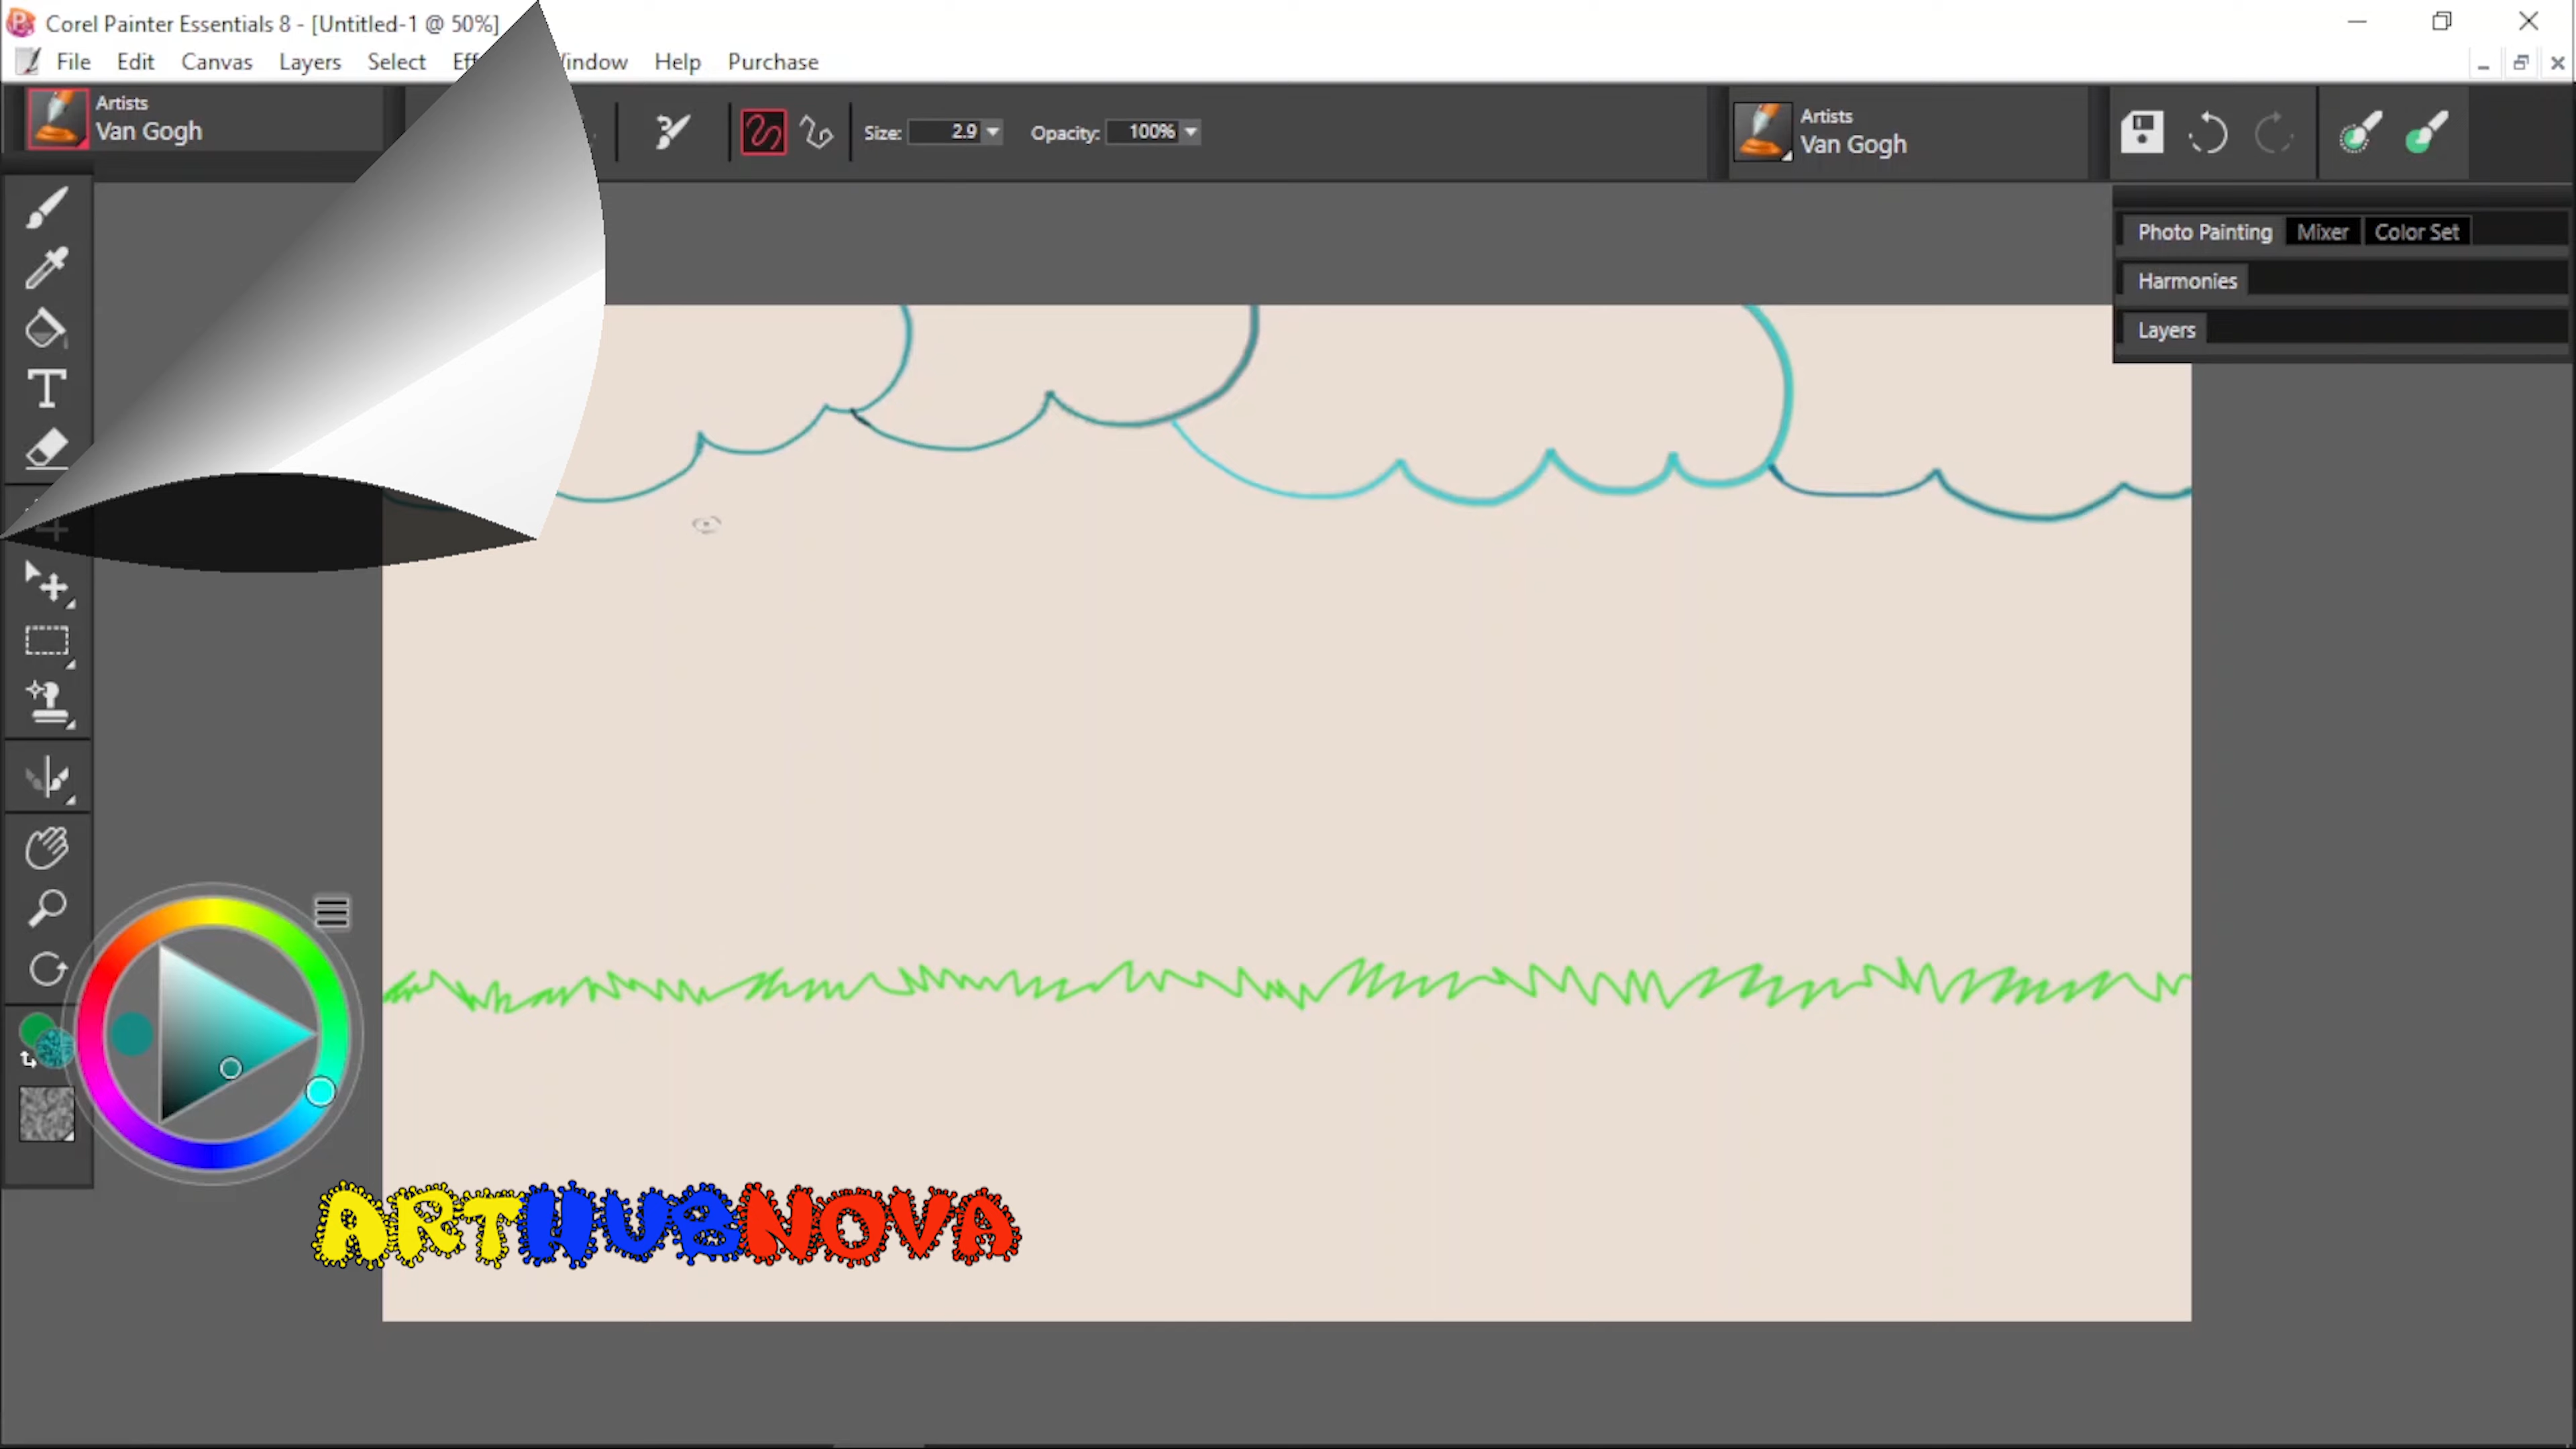 Corel Painter Essentials 8 - [Untitled-1 @ 50%]
File Edit Canvas Layers Select Help Purchase
Artists
Van Gogh
Size: 2.9 Opacity: 100%
Artists
Van Gogh
Photo Painting Mixer Color Set
Harmonies
Layers
ARTHUBNOVA